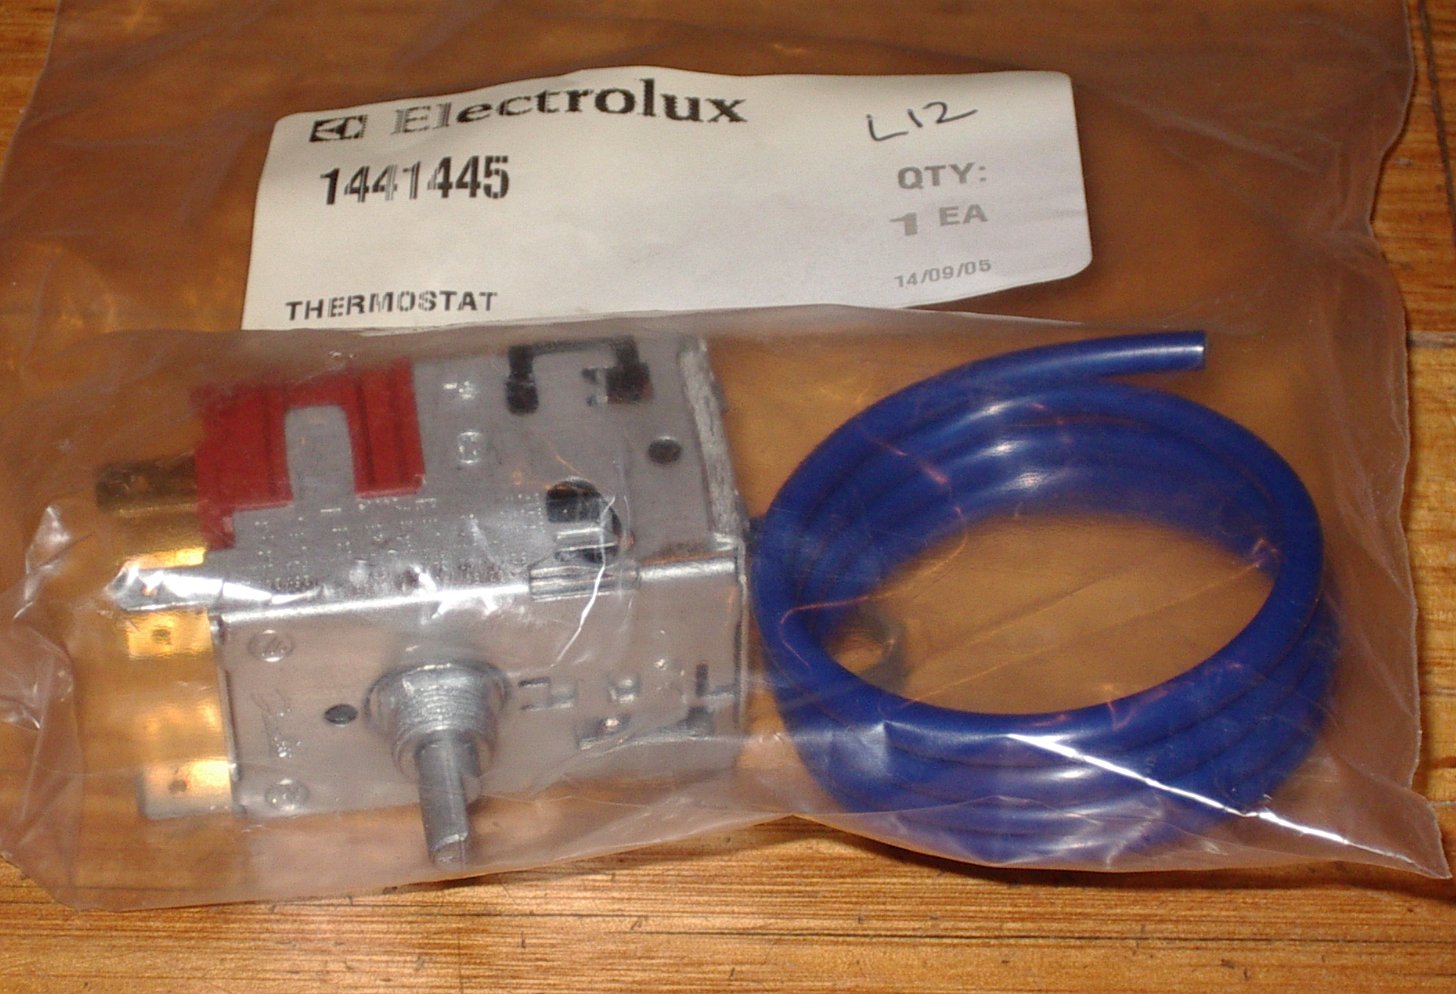 Electrolux
L12
1441445
QTY:
1 EA
14/09/05
THERMOSTAT